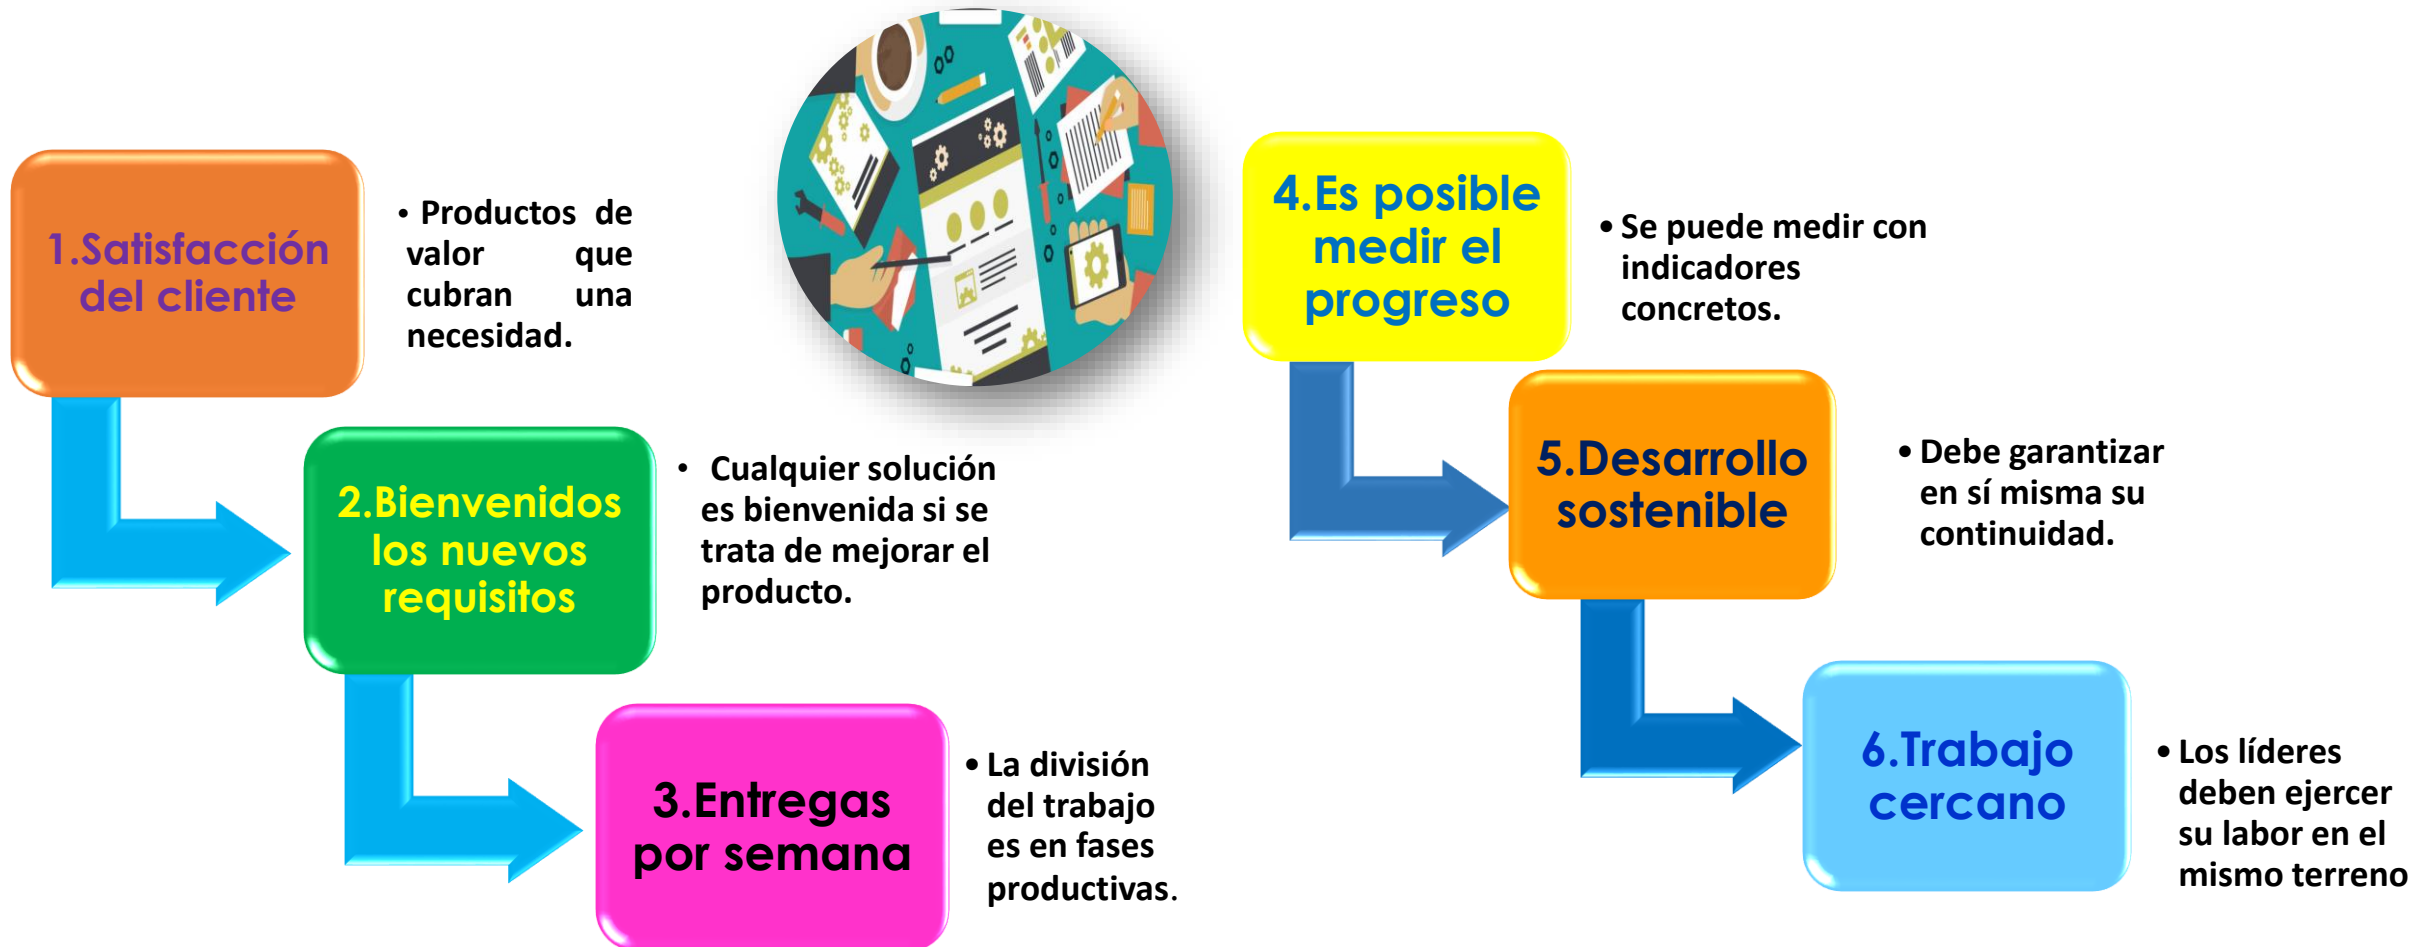 1.Satisfacción
del cliente
• Productos de
valor que
cubran una
necesidad.
2.Bienvenidos
los nuevos
requisitos
• Cualquier solución
es bienvenida si se
trata de mejorar el
producto.
3.Entregas
por semana
• La división
del trabajo
es en fases
productivas.
4.Es posible
medir el
progreso
• Se puede medir con
indicadores
concretos.
5.Desarrollo
sostenible
• Debe garantizar
en sí misma su
continuidad.
6.Trabajo
cercano
• Los líderes
deben ejercer
su labor en el
mismo terreno